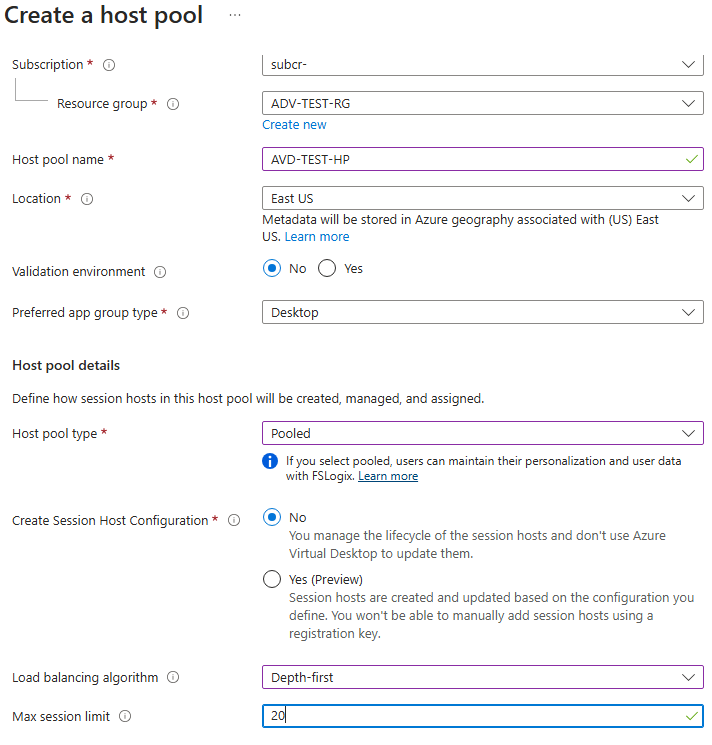 Create a host pool ...
Subscription * subcr-
Resource group * ADV-TEST-RG
Create new
Host pool name * AVD-TEST-HP
Location * East US
Metadata will be stored in Azure geography associated with (US) East
US. Learn more
Validation environment No Yes
Preferred app group type * Desktop
Host pool details
Define how session hosts in this host pool will be created, managed, and assigned.
Host pool type * Pooled
If you select pooled, users can maintain their personalization and user data
with FSLogix. Learn more
Create Session Host Configuration * No
You manage the lifecycle of the session hosts and don't use Azure
Virtual Desktop to update them.
Yes (Preview)
Session hosts are created and updated based on the configuration you
define. You won't be able to manually add session hosts using a
registration key.
Load balancing algorithm Depth-first
Max session limit 20